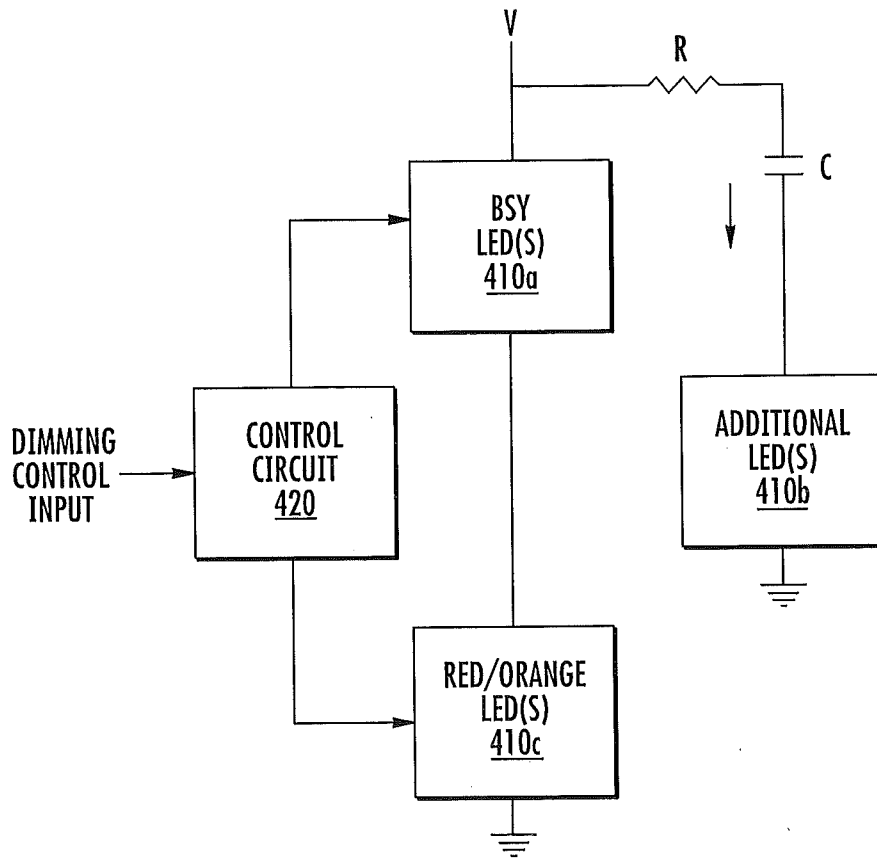 V
R
C
BSY
LED(S)
410a
DIMMING
CONTROL
INPUT
CONTROL
CIRCUIT
420
ADDITIONAL
LED(S)
410b
RED/ORANGE
LED(S)
410c